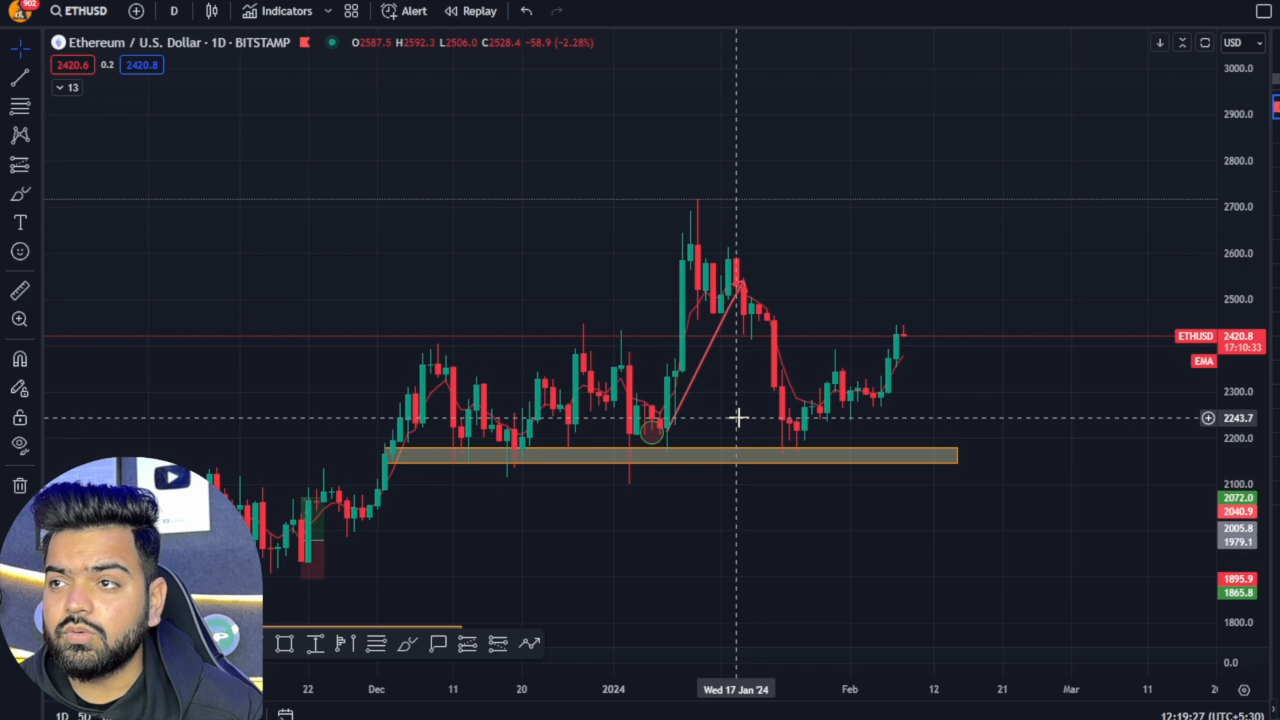 902
ETHUSD
D
Indicators
Alert
Replay
Ethereum / U.S. Dollar · 1D · BITSTAMP
O2587.5 H2592.3 L2506.0 C2528.4 −58.9 (−2.28%)
USD
2420.6 0.2 2420.8
13
3000.0
2900.0
2800.0
2700.0
2600.0
2500.0
ETHUSD 2420.8
17:10:33
EMA
2300.0
2243.7
2200.0
2100.0
2072.0
2040.9
2005.8
1979.1
1895.9
1865.8
1800.0
0.0
22 Dec 11 20 2024 Wed 17 Jan '24 Feb 12 21 Mar 11
1D 5D
12:19:27 (UTC+5:30)